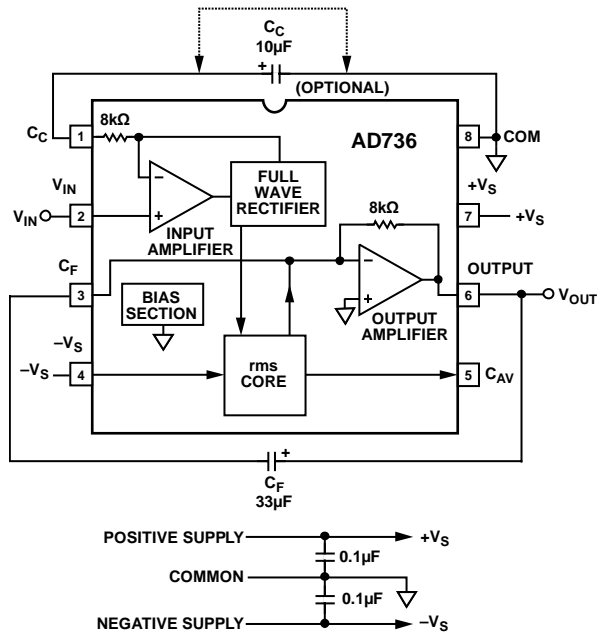 CC
10µF
+
(OPTIONAL)
8kΩ
AD736
CC
1
8
COM
FULL
WAVE
RECTIFIER
VIN
−
+VS
8kΩ
VIN
2
+
7
+VS
INPUT
AMPLIFIER
CF
−
OUTPUT
3
6
VOUT
BIAS
SECTION
+
OUTPUT
AMPLIFIER
−VS
rms
CORE
−VS
4
5
CAV
+
CF
33µF
POSITIVE SUPPLY
+VS
0.1µF
COMMON
0.1µF
NEGATIVE SUPPLY
−VS